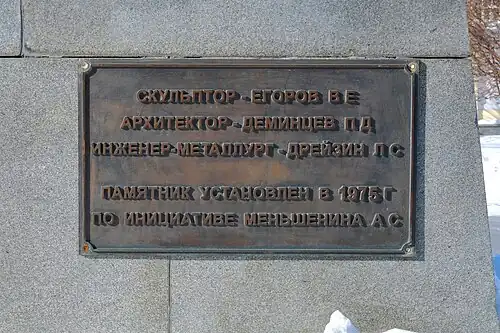 СКУЛЬПТОР - ЕГОРОВ В Е
АРХИТЕКТОР - ДЕМИНЦЕВ П Д
ИНЖЕНЕР-МЕТАЛЛУРГ - ДРЕЙЗИН Л С
ПАМЯТНИК УСТАНОВЛЕН В 1975 Г
ПО ИНИЦИАТИВЕ МЕНЬШЕНИНА А С